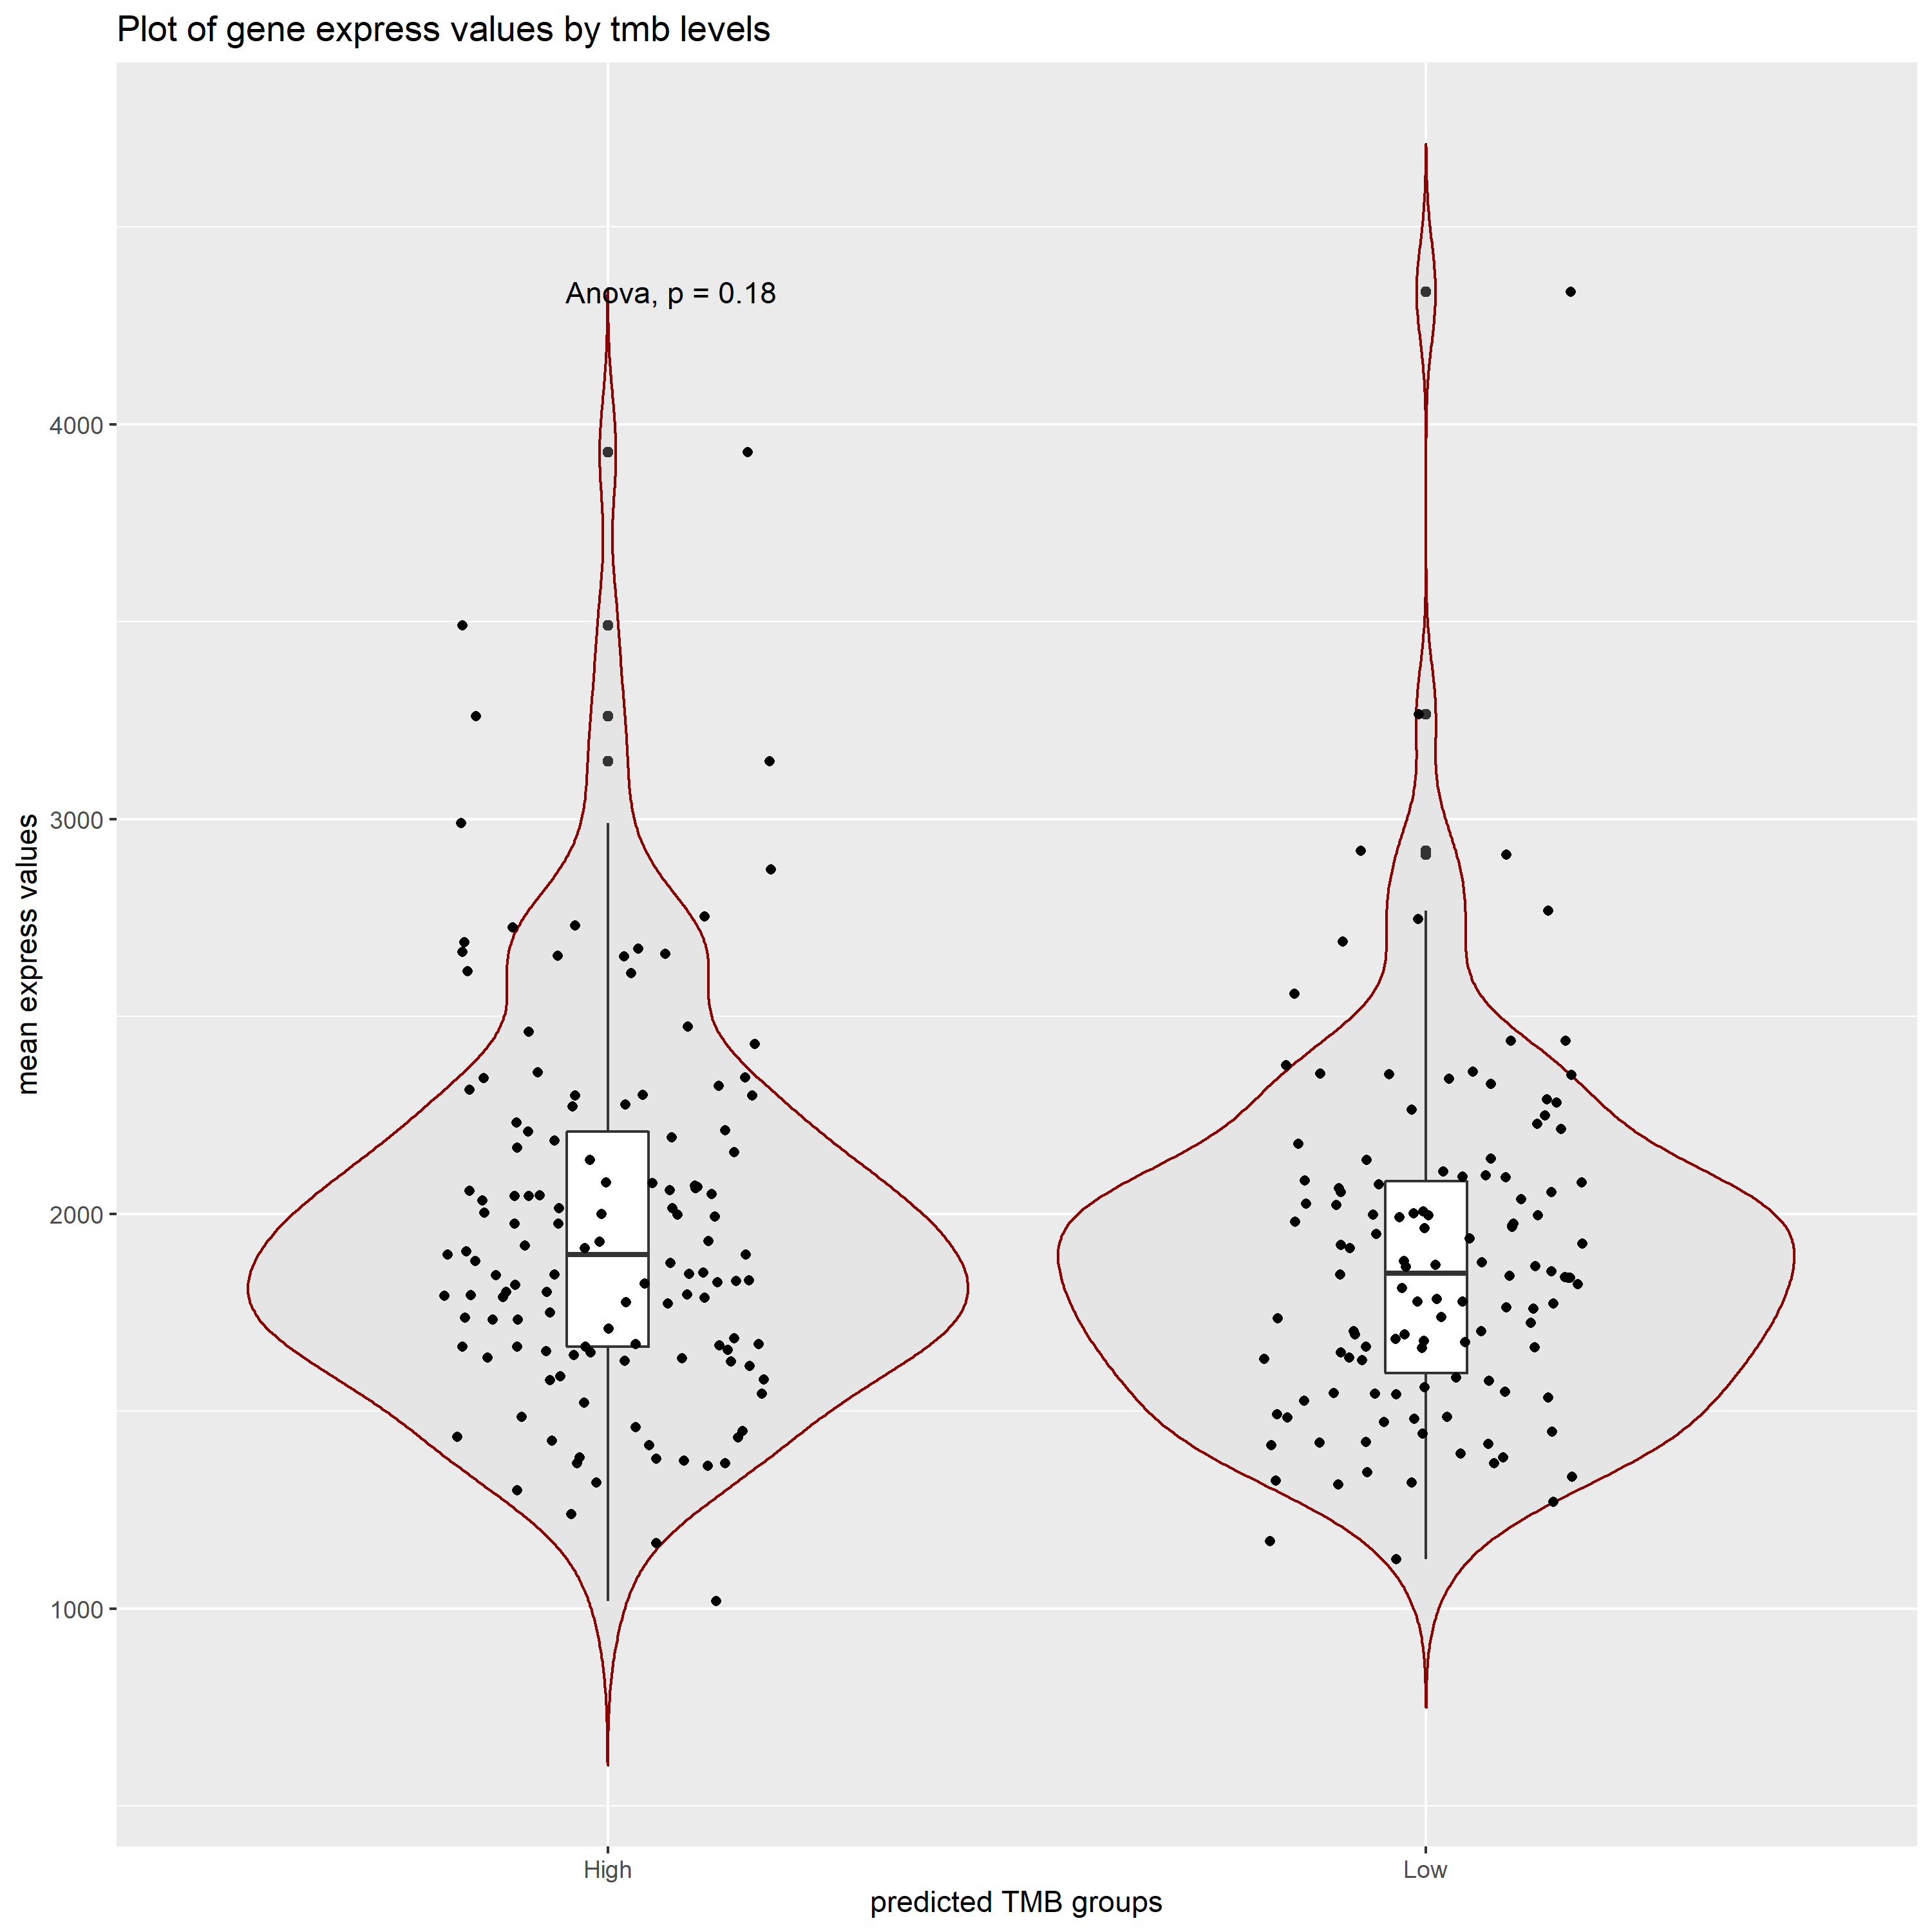 Plot of gene express values by tmb levels
Anova, p = 0.18
4000
3000
2000
1000
mean express values
High
Low
predicted TMB groups